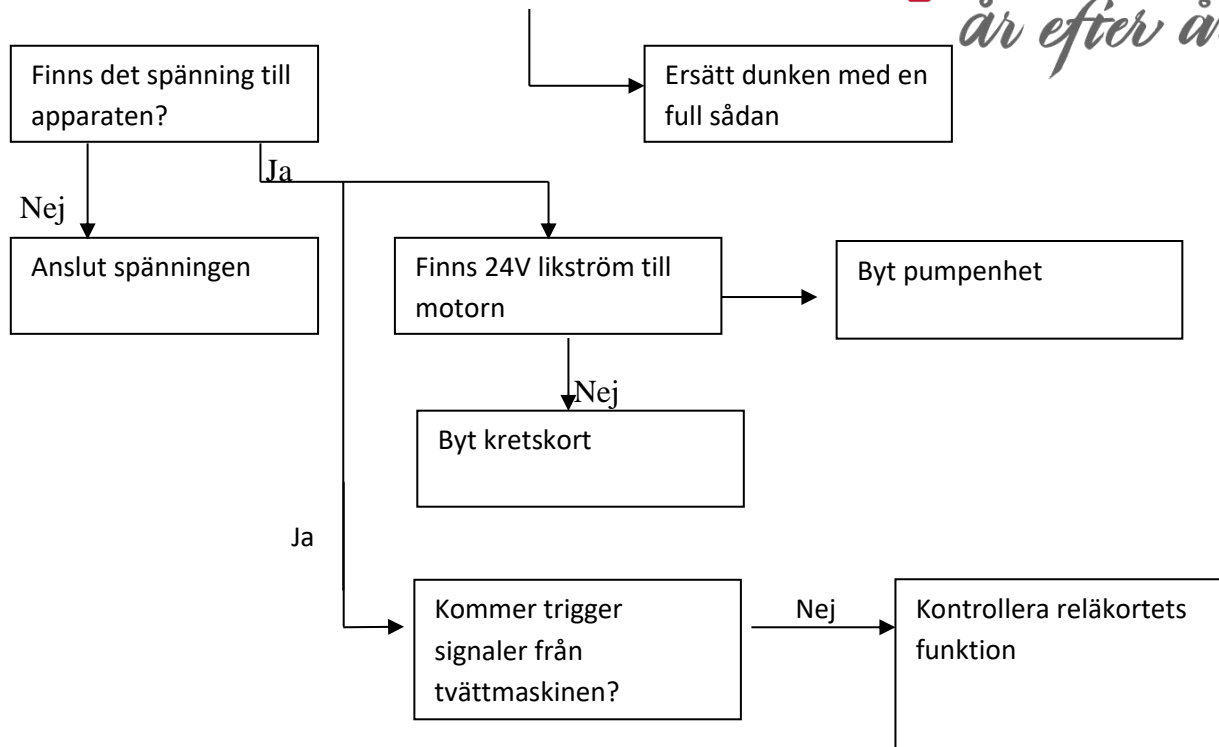 år efter
Finns det spänning till
apparaten?
Ersätt dunken med en
full sådan
Ja
Nej
Anslut spänningen
Finns 24V likström till
motorn
Byt pumpenhet
Nej
Byt kretskort
Ja
Kommer trigger
signaler från
tvättmaskinen?
Nej
Kontrollera reläkortets
funktion